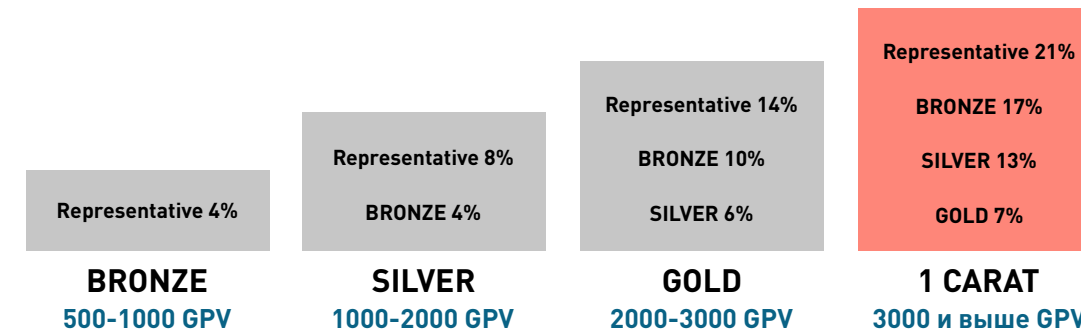 Representative 4%
BRONZE
500-1000 GPV
Representative 8%
BRONZE 4%
SILVER
1000-2000 GPV
Representative 14%
BRONZE 10%
SILVER 6%
GOLD
2000-3000 GPV
Representative 21%
BRONZE 17%
SILVER 13%
GOLD 7%
1 CARAT
3000 и выше GPV